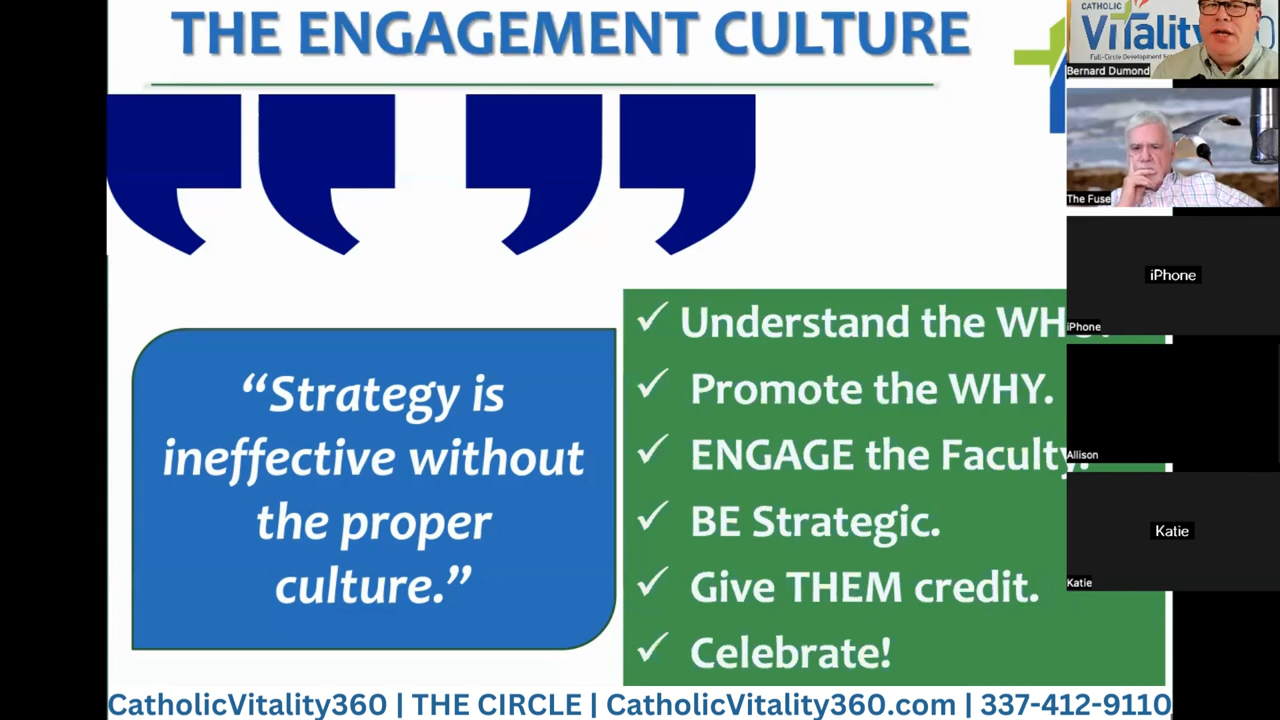 THE ENGAGEMENT CULTURE
“Strategy is
ineffective without
the proper
culture.”
Understand the
Promote the WHY.
ENGAGE the Faculty.
BE Strategic.
Give THEM credit.
Celebrate!
CatholicVitality360 | THE CIRCLE | CatholicVitality360.com | 337-412-9110
CATHOLIC
Bernard Dumond
The Fuse
iPhone
iPhone
Allison
Katie
Katie